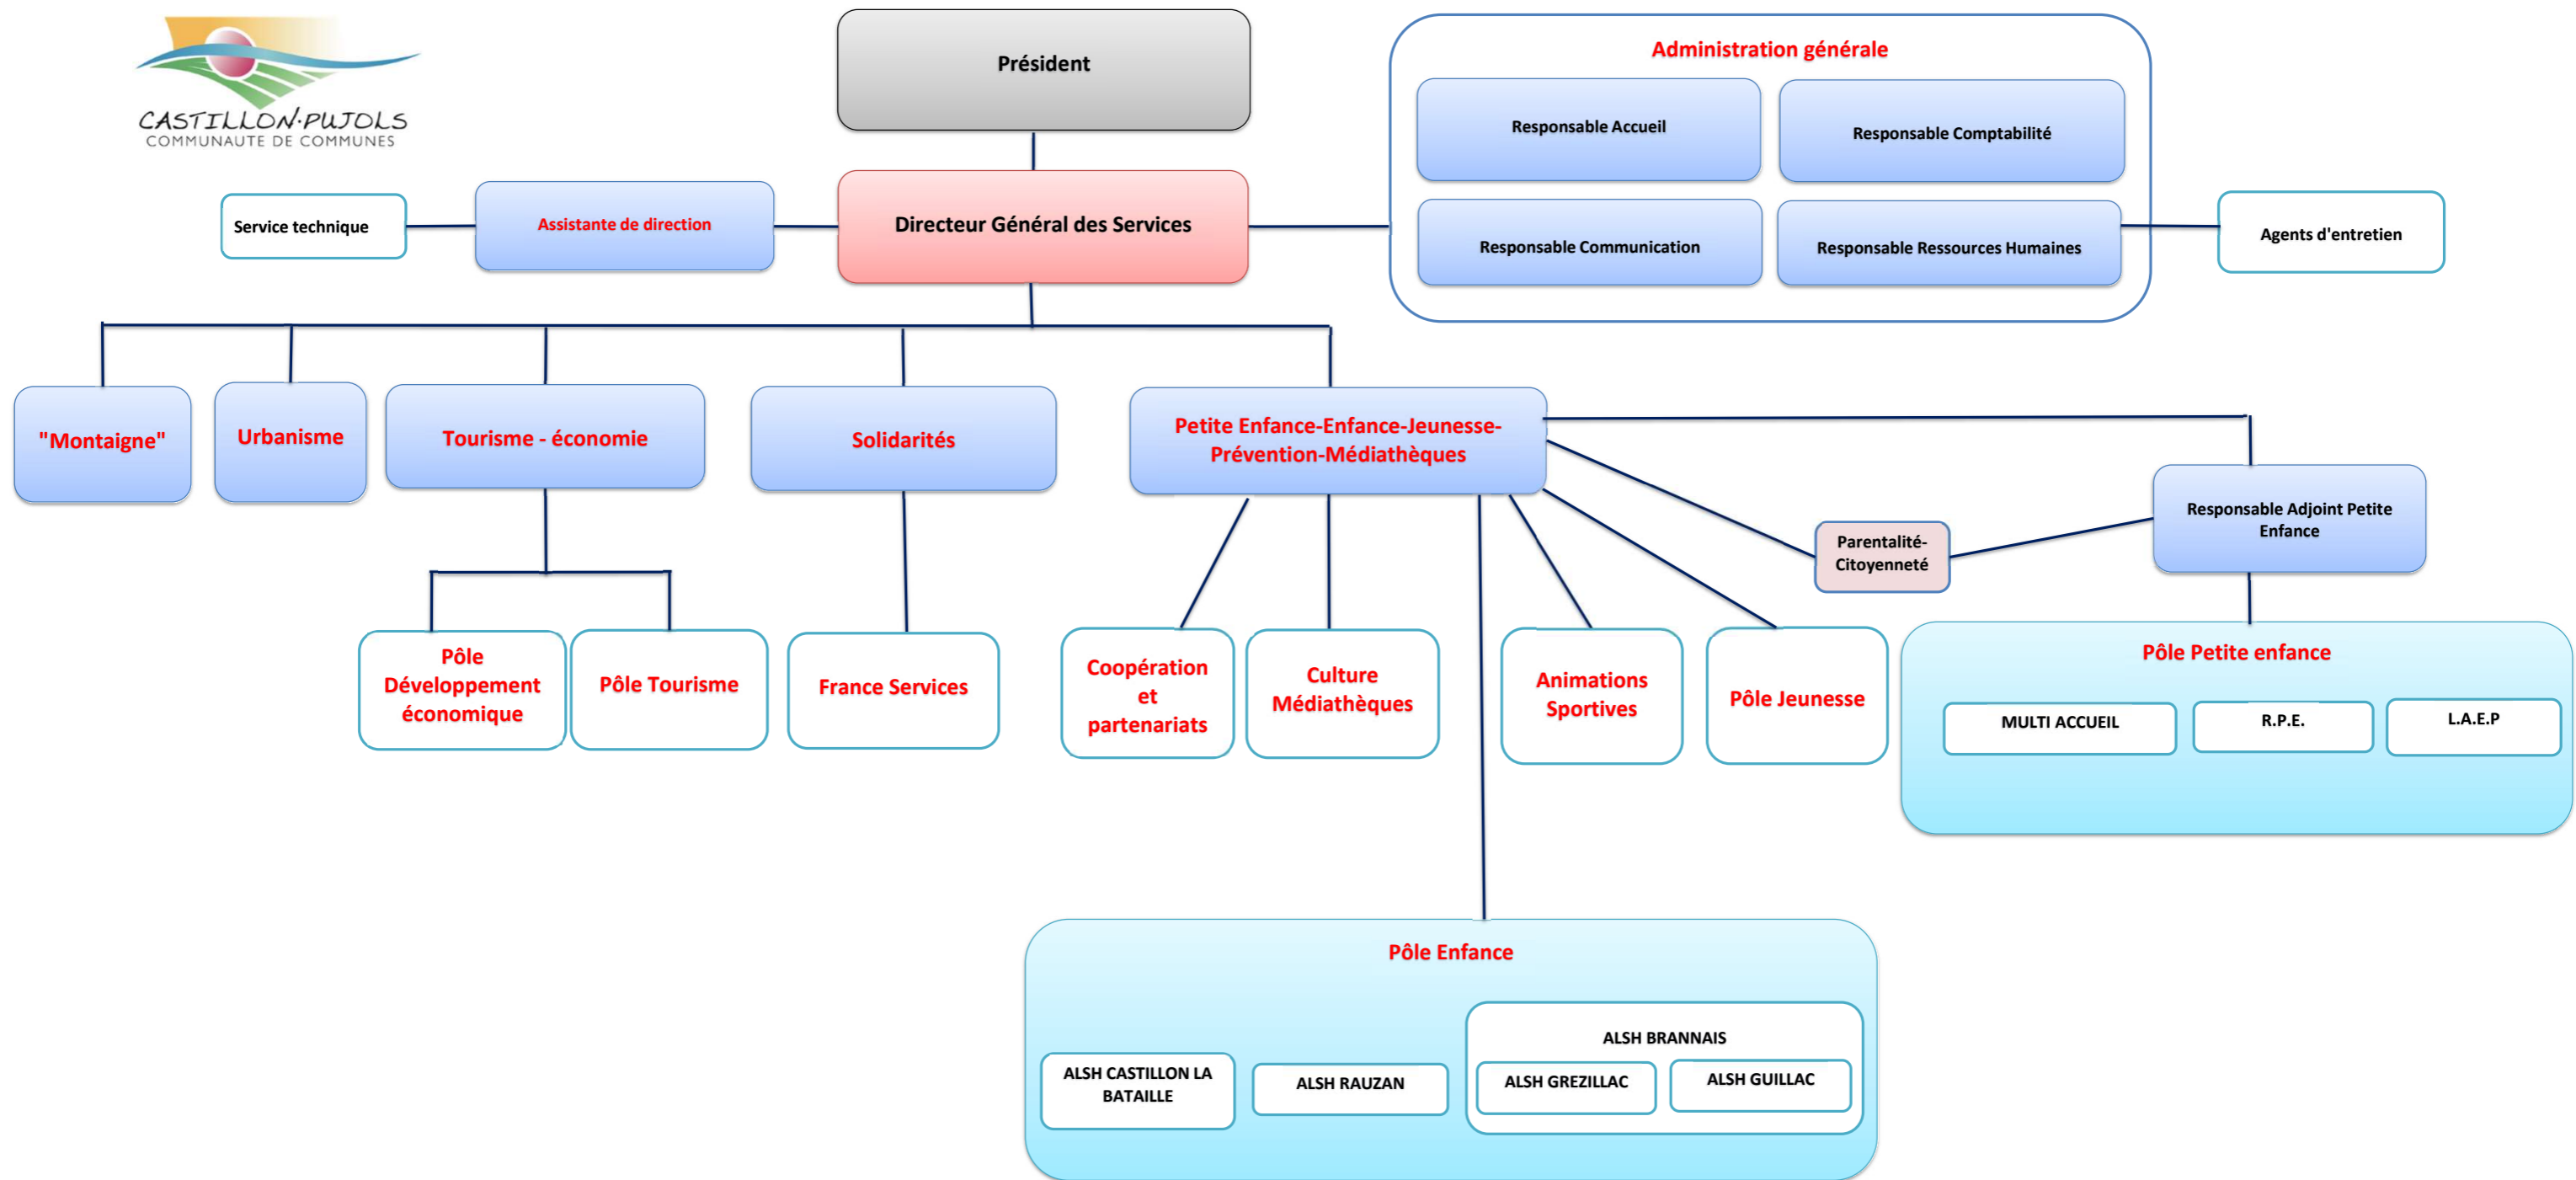 CASTILLON·PUJOLS
COMMUNAUTE DE COMMUNES
Président
Administration générale
Responsable Accueil
Responsable Comptabilité
Responsable Communication
Responsable Ressources Humaines
Service technique
Assistante de direction
Directeur Général des Services
Agents d'entretien
"Montaigne"
Urbanisme
Tourisme - économie
Solidarités
Petite Enfance-Enfance-Jeunesse-
Prévention-Médiathèques
Responsable Adjoint Petite
Enfance
Parentalité-
Citoyenneté
Pôle
Développement
économique
Pôle Tourisme
France Services
Coopération
et
partenariats
Culture
Médiathèques
Animations
Sportives
Pôle Jeunesse
Pôle Petite enfance
MULTI ACCUEIL
R.P.E.
L.A.E.P
Pôle Enfance
ALSH CASTILLON LA
BATAILLE
ALSH RAUZAN
ALSH BRANNAIS
ALSH GREZILLAC
ALSH GUILLAC